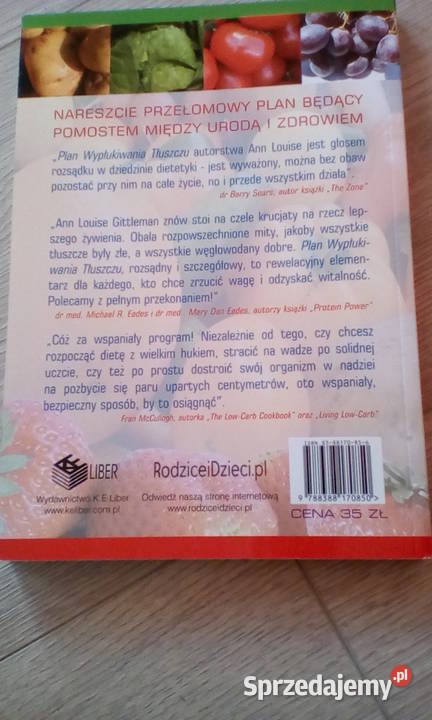 NARESZCIE PRZEŁOMOWY PLAN BĘDĄCY
POMOSTEM MIĘDZY URODĄ I ZDROWIEM
„Plan Wypłukiwania Tłuszczu autorstwa Ann Louise jest głosem
rozsądku w dziedzinie dietetyki - jest wyważony, można bez obaw
pozostać przy nim na całe życie, no i przede wszystkim działa".
dr Barry Sears, autor książki „The Zone"
„Ann Louise Gittleman znów stoi na czele krucjaty na rzecz lep-
szego żywienia. Obala rozpowszechnione mity, jakoby wszystkie
tłuszcze były złe, a wszystkie węglowodany dobre. Plan Wypłuki-
wania Tłuszczu, rozsądny i szczegółowy, to rewelacyjny elemen-
tarz dla każdego, kto chce zrzucić wagę i odzyskać witalność.
Polecamy z pełnym przekonaniem!"
dr med. Michael R. Eades i dr med. Mary Dan Eades, autorzy książki „Protein Power"
„Cóż za wspaniały program! Niezależnie od tego, czy chcesz
rozpocząć dietę z wielkim hukiem, stracić na wadze po solidnej
uczcie, czy też po prostu dostroić swój organizm w nadziei
na pozbycie się paru upartych centymetrów, oto wspaniały,
bezpieczny sposób, by to osiągnąć".
Fran McCullogh, autorka „The Low-Carb Cookbook" oraz „Living Low-Carb"
LIBER
Wydawnictwo K.E.Liber
www.keliber.com.pl
RodziceiDzieci.pl
Odwiedź naszą stronę internetową
www.rodziceidzieci.pl
ISBN 83-88170-85-6
9 788388 170850 >
CENA 35 ZŁ
Sprzedajemy.pl